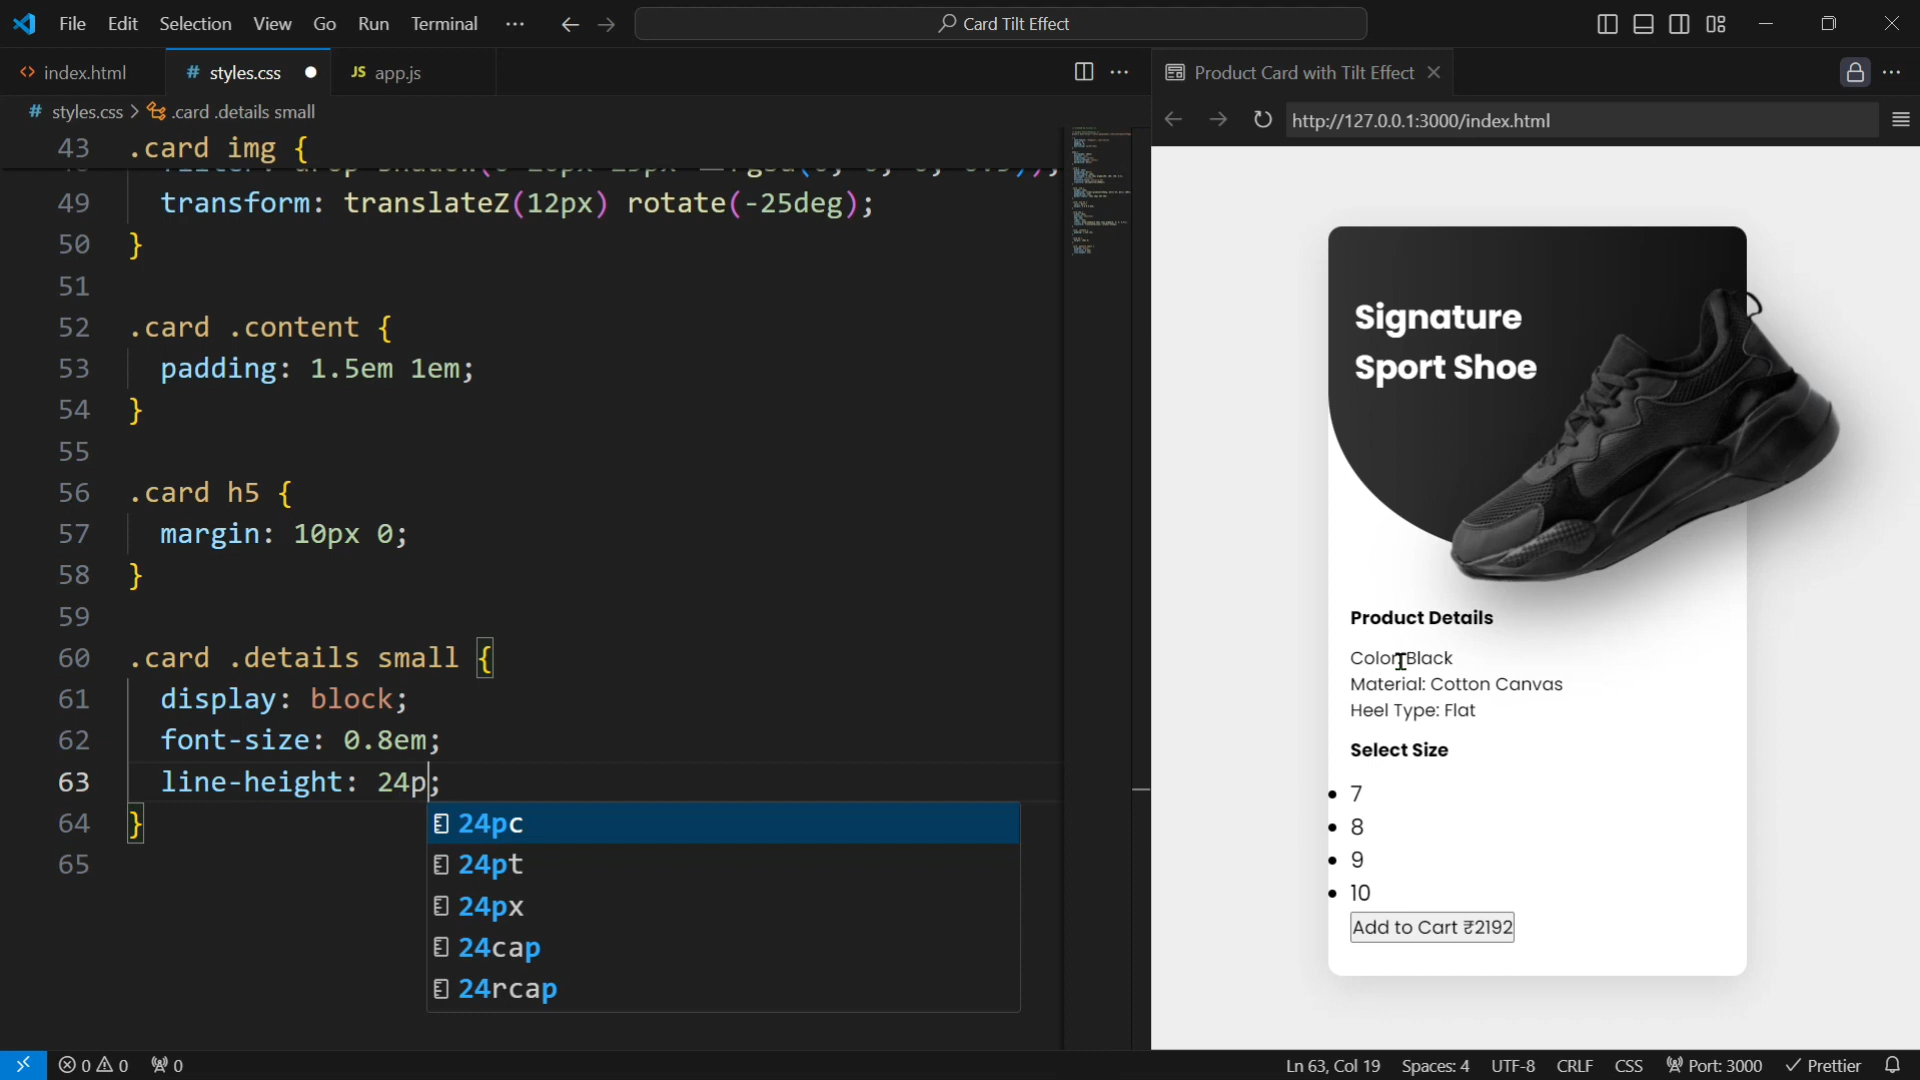 File Edit Selection View Go Run Terminal ··· Card Tilt Effect
index.html # styles.css JS app.js ··· Product Card with Tilt Effect ···
# styles.css > .card .details small
http://127.0.0.1:3000/index.html
43 .card img {
49 transform: translateZ(12px) rotate(-25deg);
50 }
51
52 .card .content {
53 padding: 1.5em 1em;
54 }
55
56 .card h5 {
57 margin: 10px 0;
58 }
59
60 .card .details small {
61 display: block;
62 font-size: 0.8em;
63 line-height: 24p;
64 }
65
24pc
24pt
24px
24cap
24rcap
Signature
Sport Shoe
Product Details
Color: Black
Material: Cotton Canvas
Heel Type: Flat
Select Size
• 7
• 8
• 9
• 10
Add to Cart ₹2192
0 0 0 Ln 63, Col 19 Spaces: 4 UTF-8 CRLF CSS Port: 3000 Prettier